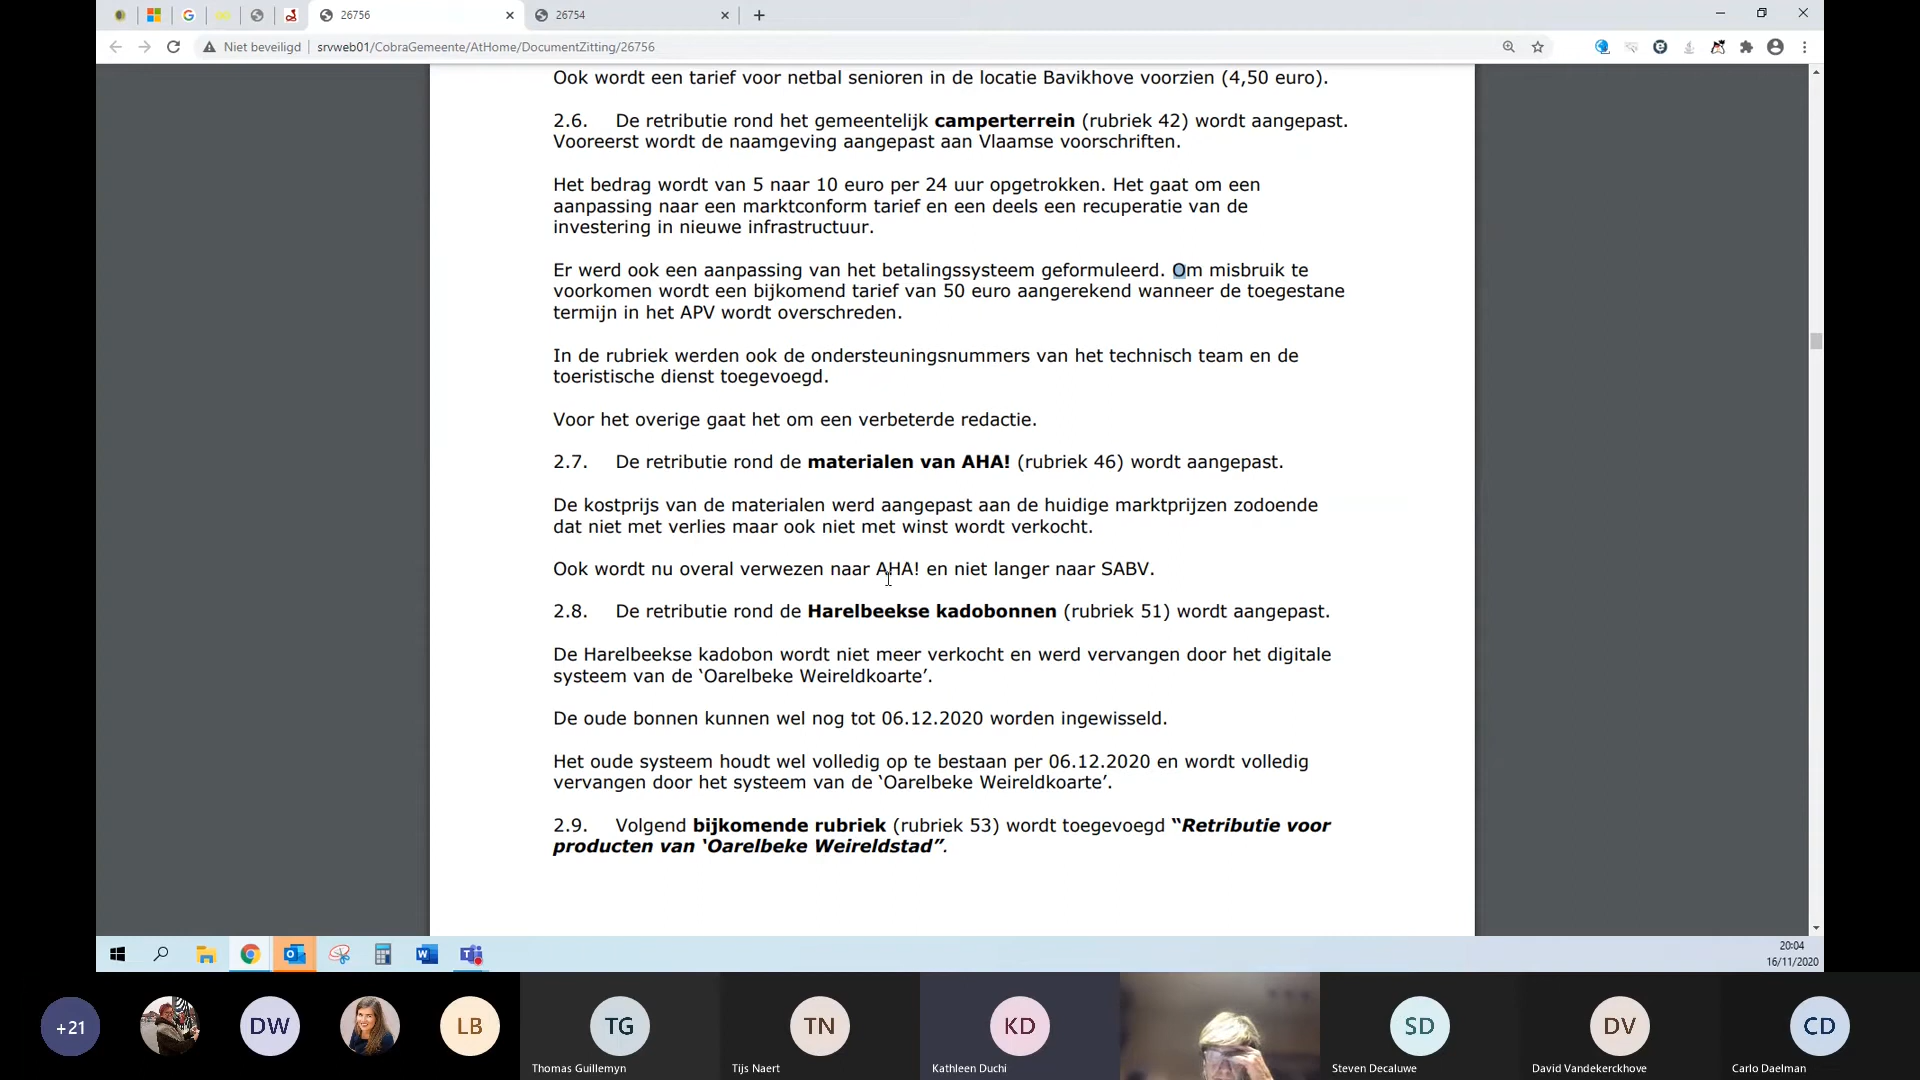 26756
26754
Niet beveiligd
srvweb01/CobraGemeente/AtHome/DocumentZitting/26756
Ook wordt een tarief voor netbal senioren in de locatie Bavikhove voorzien (4,50 euro).
2.6. De retributie rond het gemeentelijk camperterrein (rubriek 42) wordt aangepast.
Vooreerst wordt de naamgeving aangepast aan Vlaamse voorschriften.
Het bedrag wordt van 5 naar 10 euro per 24 uur opgetrokken. Het gaat om een
aanpassing naar een marktconform tarief en een deels een recuperatie van de
investering in nieuwe infrastructuur.
Er werd ook een aanpassing van het betalingssysteem geformuleerd. Om misbruik te
voorkomen wordt een bijkomend tarief van 50 euro aangerekend wanneer de toegestane
termijn in het APV wordt overschreden.
In de rubriek werden ook de ondersteuningsnummers van het technisch team en de
toeristische dienst toegevoegd.
Voor het overige gaat het om een verbeterde redactie.
2.7. De retributie rond de materialen van AHA! (rubriek 46) wordt aangepast.
De kostprijs van de materialen werd aangepast aan de huidige marktprijzen zodoende
dat niet met verlies maar ook niet met winst wordt verkocht.
Ook wordt nu overal verwezen naar AHA! en niet langer naar SABV.
2.8. De retributie rond de Harelbeekse kadobonnen (rubriek 51) wordt aangepast.
De Harelbeekse kadobon wordt niet meer verkocht en werd vervangen door het digitale
systeem van de ‘Oarelbeke Weireldkoarte’.
De oude bonnen kunnen wel nog tot 06.12.2020 worden ingewisseld.
Het oude systeem houdt wel volledig op te bestaan per 06.12.2020 en wordt volledig
vervangen door het systeem van de ‘Oarelbeke Weireldkoarte’.
2.9. Volgend bijkomende rubriek (rubriek 53) wordt toegevoegd “Retributie voor
producten van ‘Oarelbeke Weireldstad”.
20:04
16/11/2020
+21
DW
LB
TG
TN
KD
SD
DV
CD
Thomas Guillemyn
Tijs Naert
Kathleen Duchi
Steven Decaluwe
David Vandekerckhove
Carlo Daelman